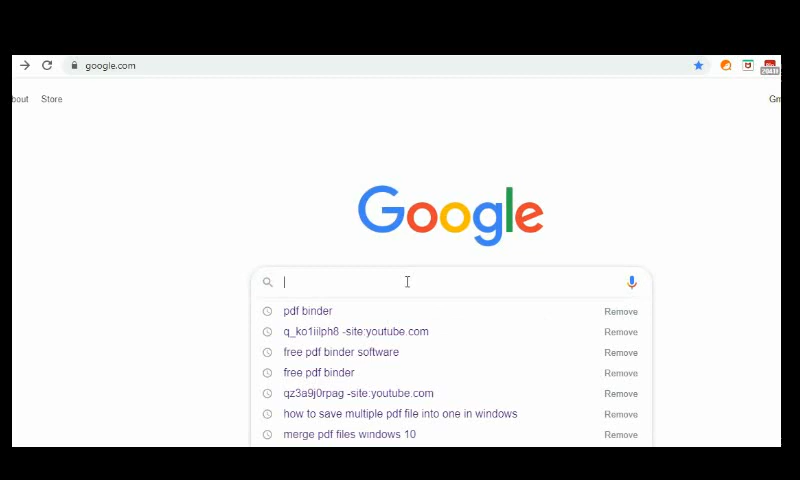 google.com
bout Store
Gm
Google
pdf binder Remove
q_ko1iilph8 -site:youtube.com Remove
free pdf binder software Remove
free pdf binder Remove
qz3a9j0rpag -site:youtube.com Remove
how to save multiple pdf file into one in windows Remove
merge pdf files windows 10 Remove